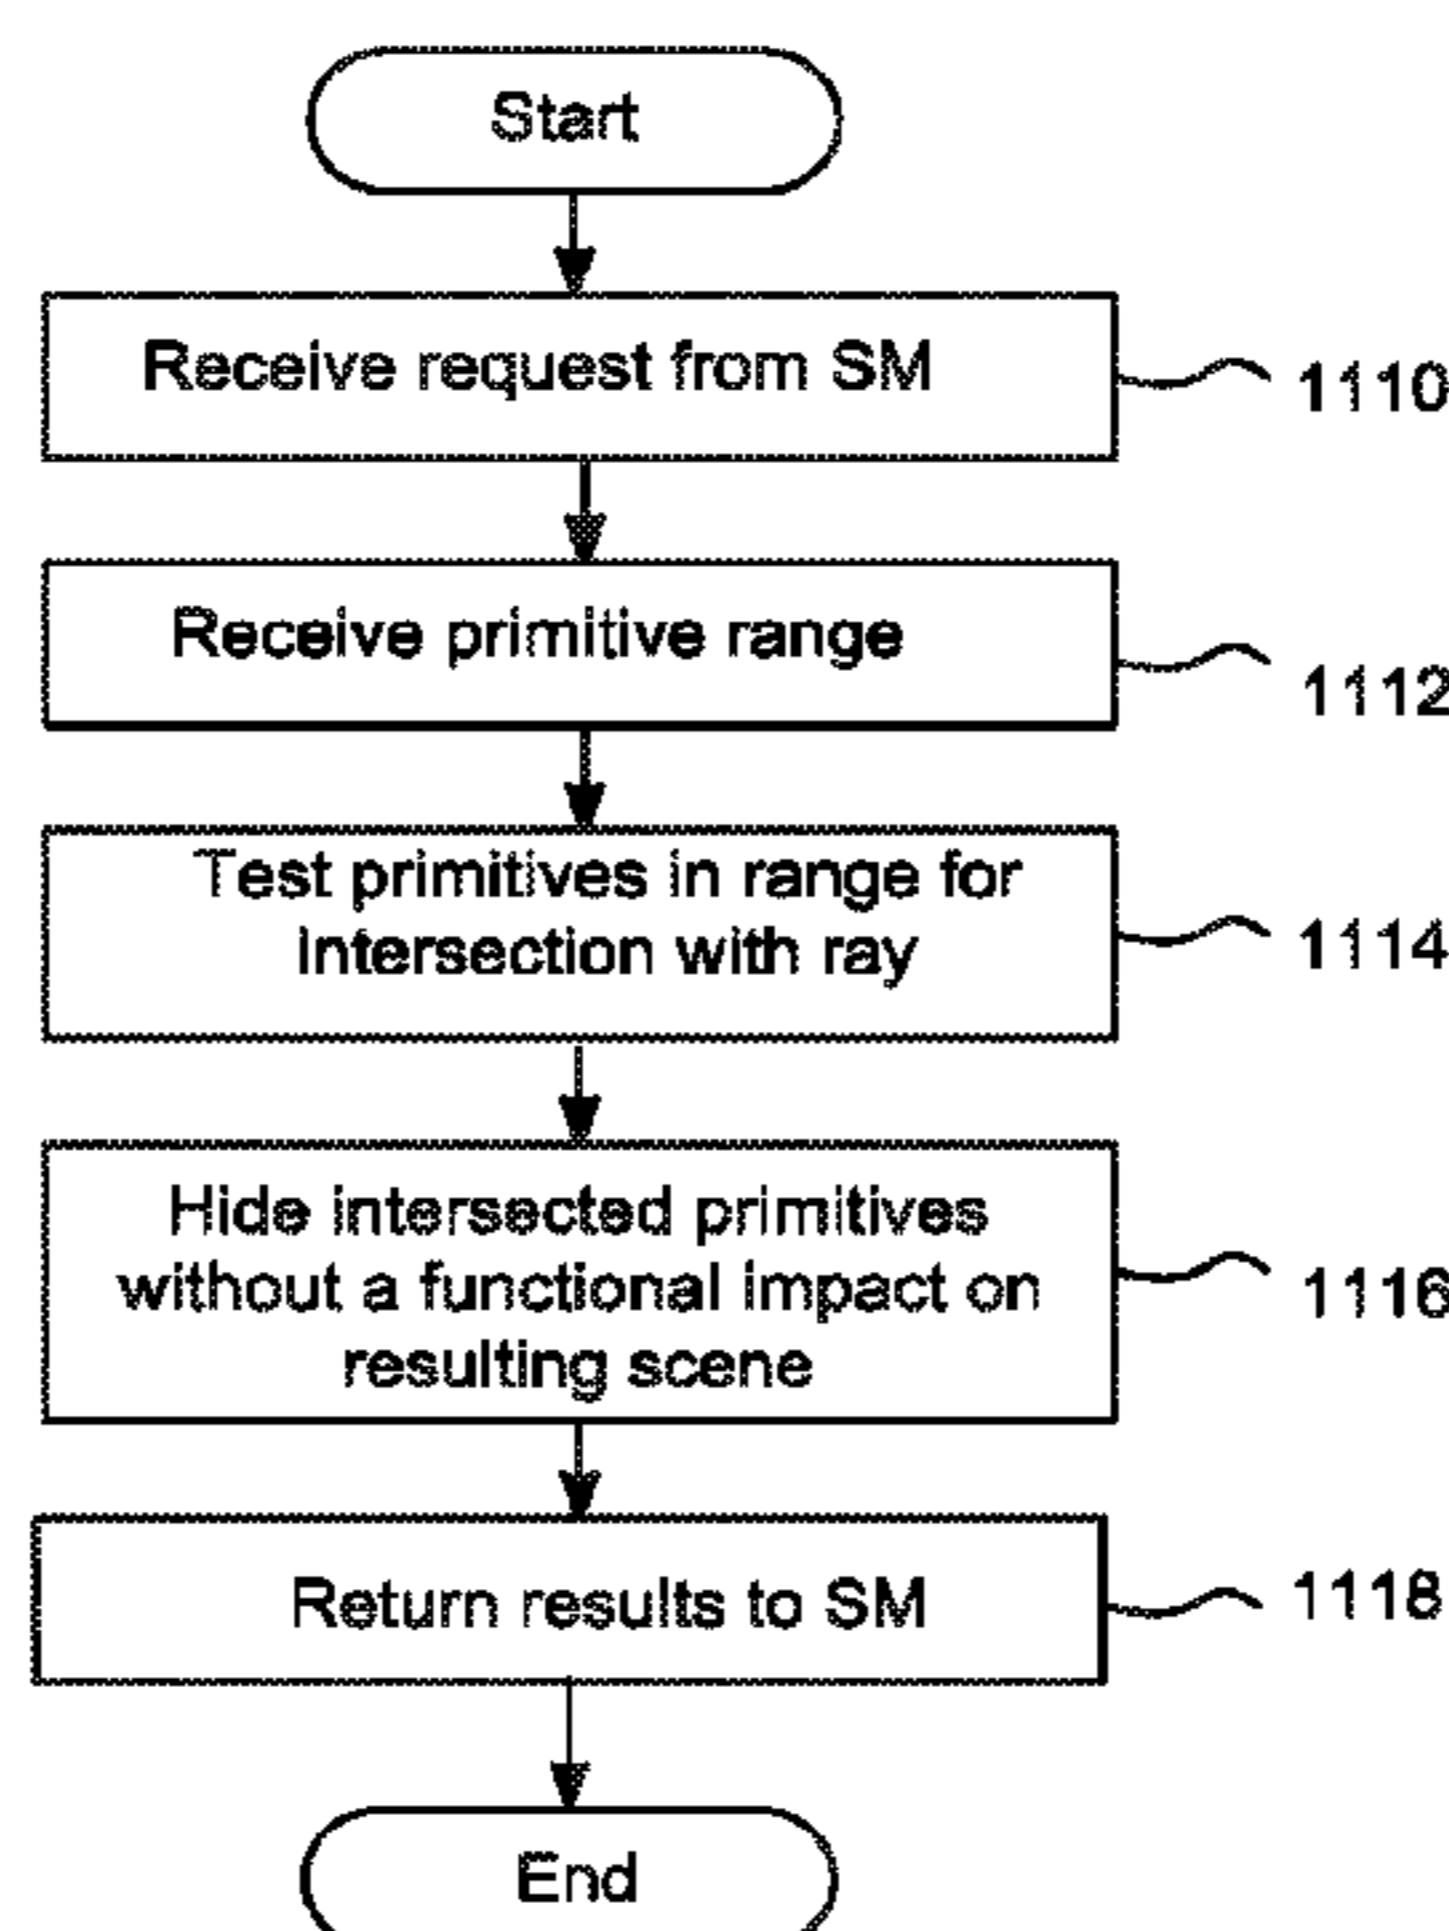 Start
Receive request from SM
1110
Receive primitive range
1112
Test primitives in range for
Intersection with ray
1114
Hide intersected primitives
without a functional impact on
resulting scene
1116
Return results to SM
1118
End